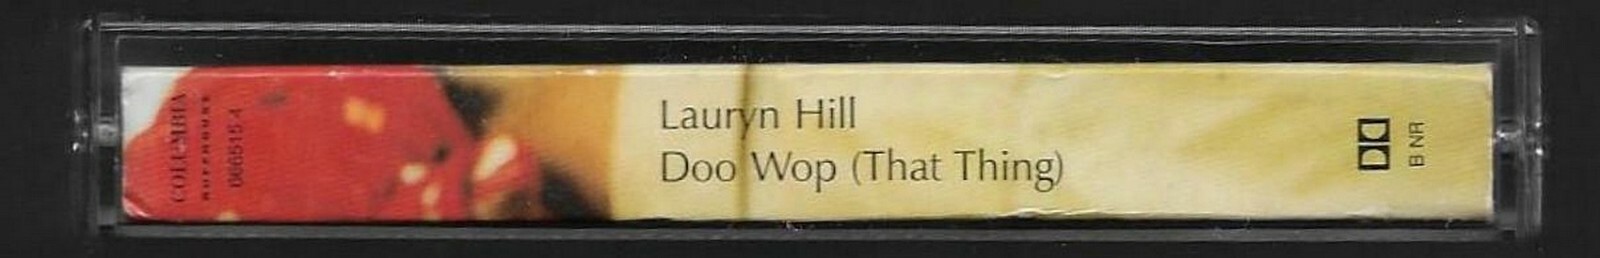 COLUMBIA
RUFFHOUSE
666515 4
Lauryn Hill
Doo Wop (That Thing)
B NR